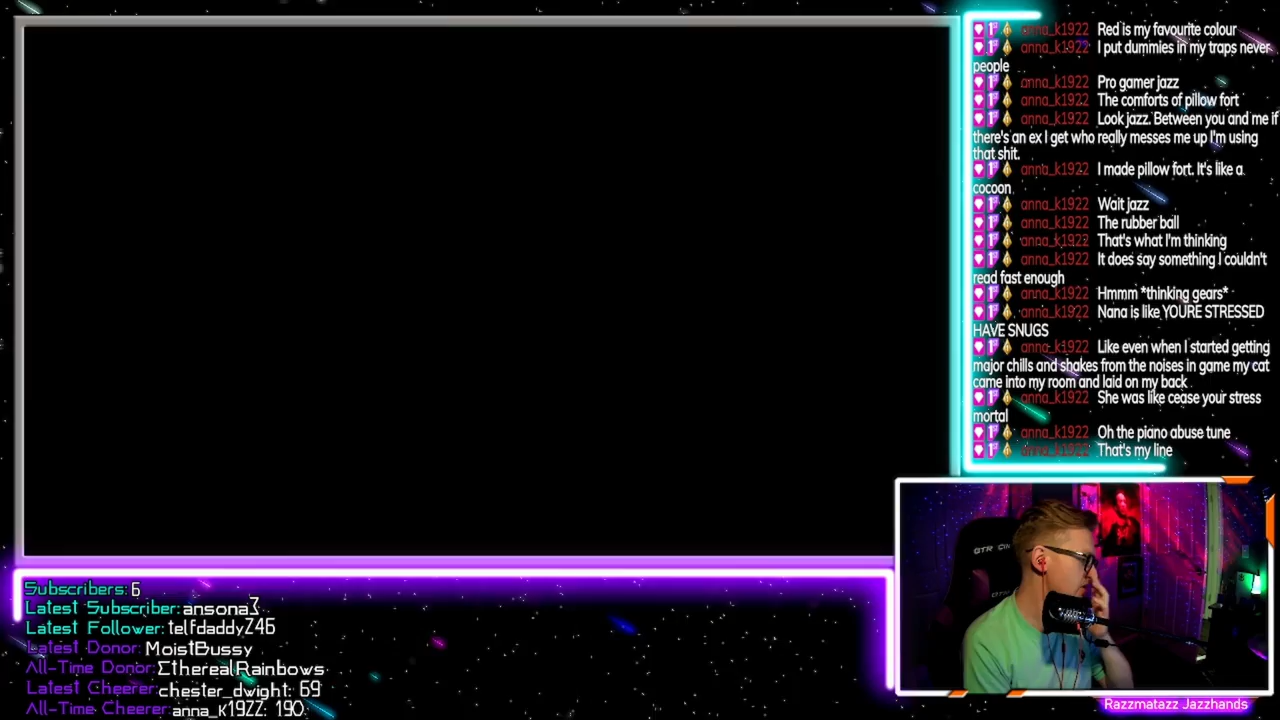 anna_k1922 Red is my favourite colour
anna_k1922 I put dummies in my traps never
people
anna_k1922 Pro gamer jazz
anna_k1922 The comforts of pillow fort
anna_k1922 Look jazz. Between you and me if
there's an ex I get who really messes me up I'm using
that shit.
anna_k1922 I made pillow fort. It's like a
cocoon
anna_k1922 Wait jazz
anna_k1922 The rubber ball
anna_k1922 That's what I'm thinking
anna_k1922 It does say something I couldn't
read fast enough
anna_k1922 Hmmm *thinking gears*
anna_k1922 Nana is like YOURE STRESSED
HAVE SNUGS
anna_k1922 Like even when I started getting
major chills and shakes from the noises in game my cat
came into my room and laid on my back
anna_k1922 She was like cease your stress
mortal
anna_k1922 Oh the piano abuse tune
anna_k1922 That's my line
Subscribers: 6
Latest Subscriber: ansona3
Latest Follower: telfdaddy246
Latest Donor: MoistBussy
All-Time Donor: EtherealRainbows
Latest Cheerer: chester_dwight: 69
All-Time Cheerer: anna_k1922: 190
Razzmatazz Jazzhands